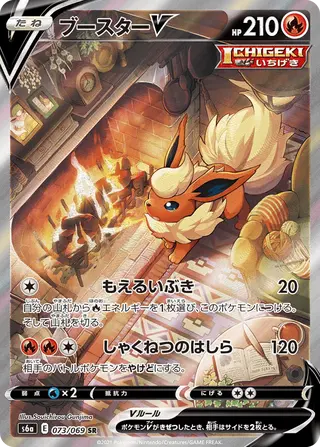 たね ブースターV HP 210
ICHIGEKI
いちげき
もえるいぶき 20
自分の山札から エネルギーを1枚選び、このポケモンにつける。
そして山札を切る。
しゃくねつのはしら 120
相手のバトルポケモンをやけどにする。
弱点 ×2 抵抗力 にげる
Vルール
ポケモンVがきぜつしたとき、相手はサイドを2枚とる。
Illus. Souichirou Gunjima
s6a E 073/069 SR
©2021 Pokémon/Nintendo/Creatures/GAME FREAK.